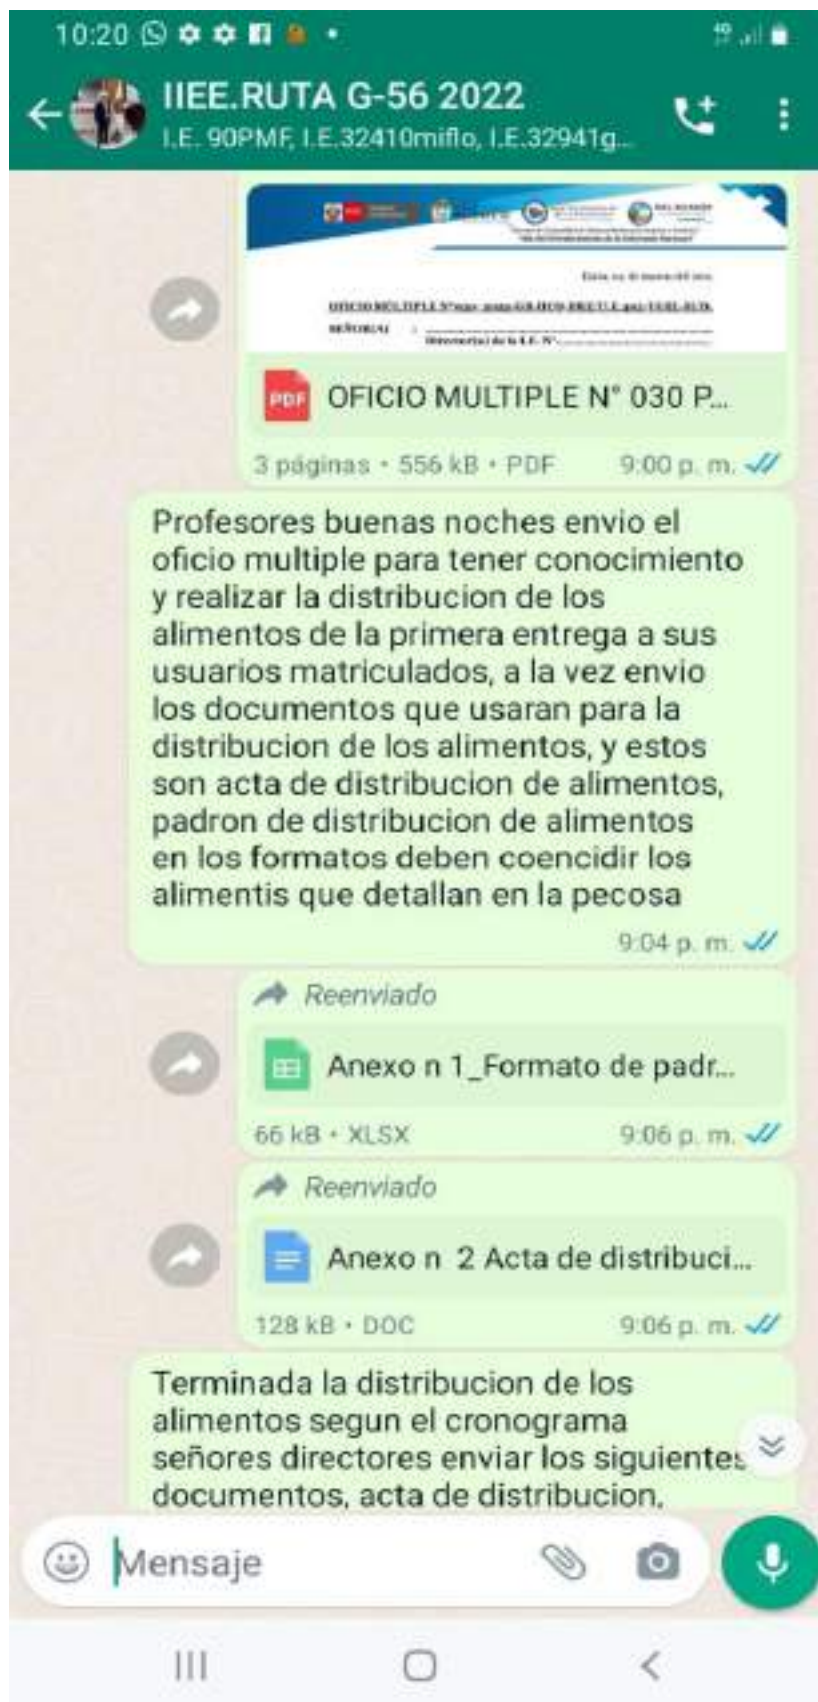 10:20
4G
IIEE.RUTA G-56 2022
I.E. 90PMF, I.E.32410miflo, I.E.32941g...
SEÑOR(A) :
Director(a) de la I.E. N°
PDF
OFICIO MULTIPLE N° 030 P...
3 páginas • 556 kB • PDF 9:00 p. m.
Profesores buenas noches envio el
oficio multiple para tener conocimiento
y realizar la distribucion de los
alimentos de la primera entrega a sus
usuarios matriculados, a la vez envio
los documentos que usaran para la
distribucion de los alimentos, y estos
son acta de distribucion de alimentos,
padron de distribucion de alimentos
en los formatos deben coencidir los
alimentis que detallan en la pecosa
9:04 p. m.
Reenviado
Anexo n 1_Formato de padr...
66 kB • XLSX 9:06 p. m.
Reenviado
Anexo n 2 Acta de distribuci...
128 kB • DOC 9:06 p. m.
Terminada la distribucion de los
alimentos segun el cronograma
señores directores enviar los siguientes
documentos, acta de distribucion,
Mensaje